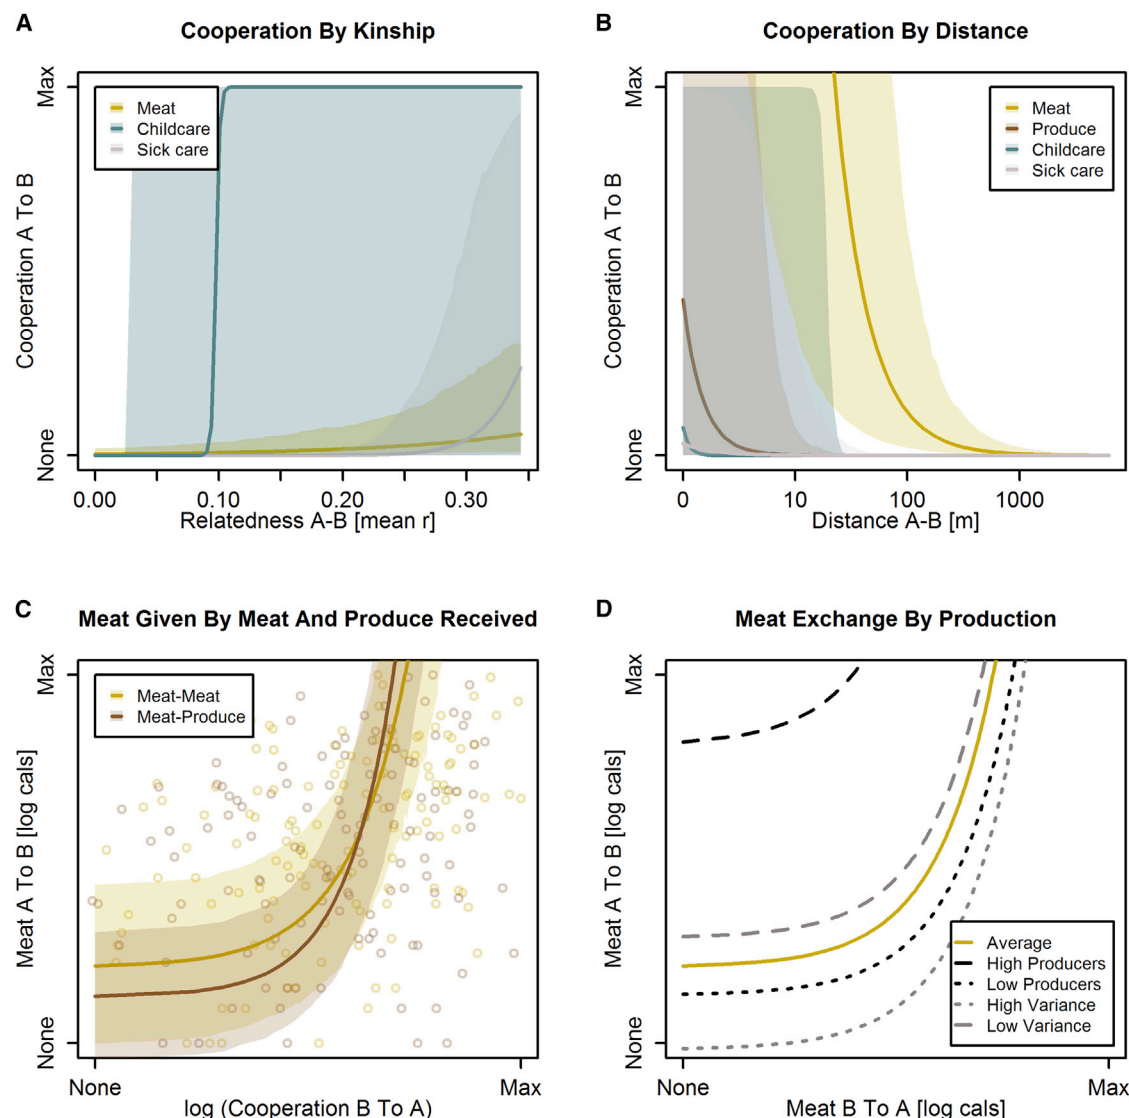 A
Cooperation By Kinship
Cooperation A To B
Max
None
Meat
Childcare
Sick care
0.00
0.10
0.20
0.30
Relatedness A-B [mean r]
B
Cooperation By Distance
Cooperation A To B
Max
None
Meat
Produce
Childcare
Sick care
0
10
100
1000
Distance A-B [m]
C
Meat Given By Meat And Produce Received
Meat A To B [log cals]
Max
None
Meat-Meat
Meat-Produce
None
Max
log (Cooperation B To A)
D
Meat Exchange By Production
Meat A To B [log cals]
Max
None
Average
High Producers
Low Producers
High Variance
Low Variance
None
Max
Meat B To A [log cals]